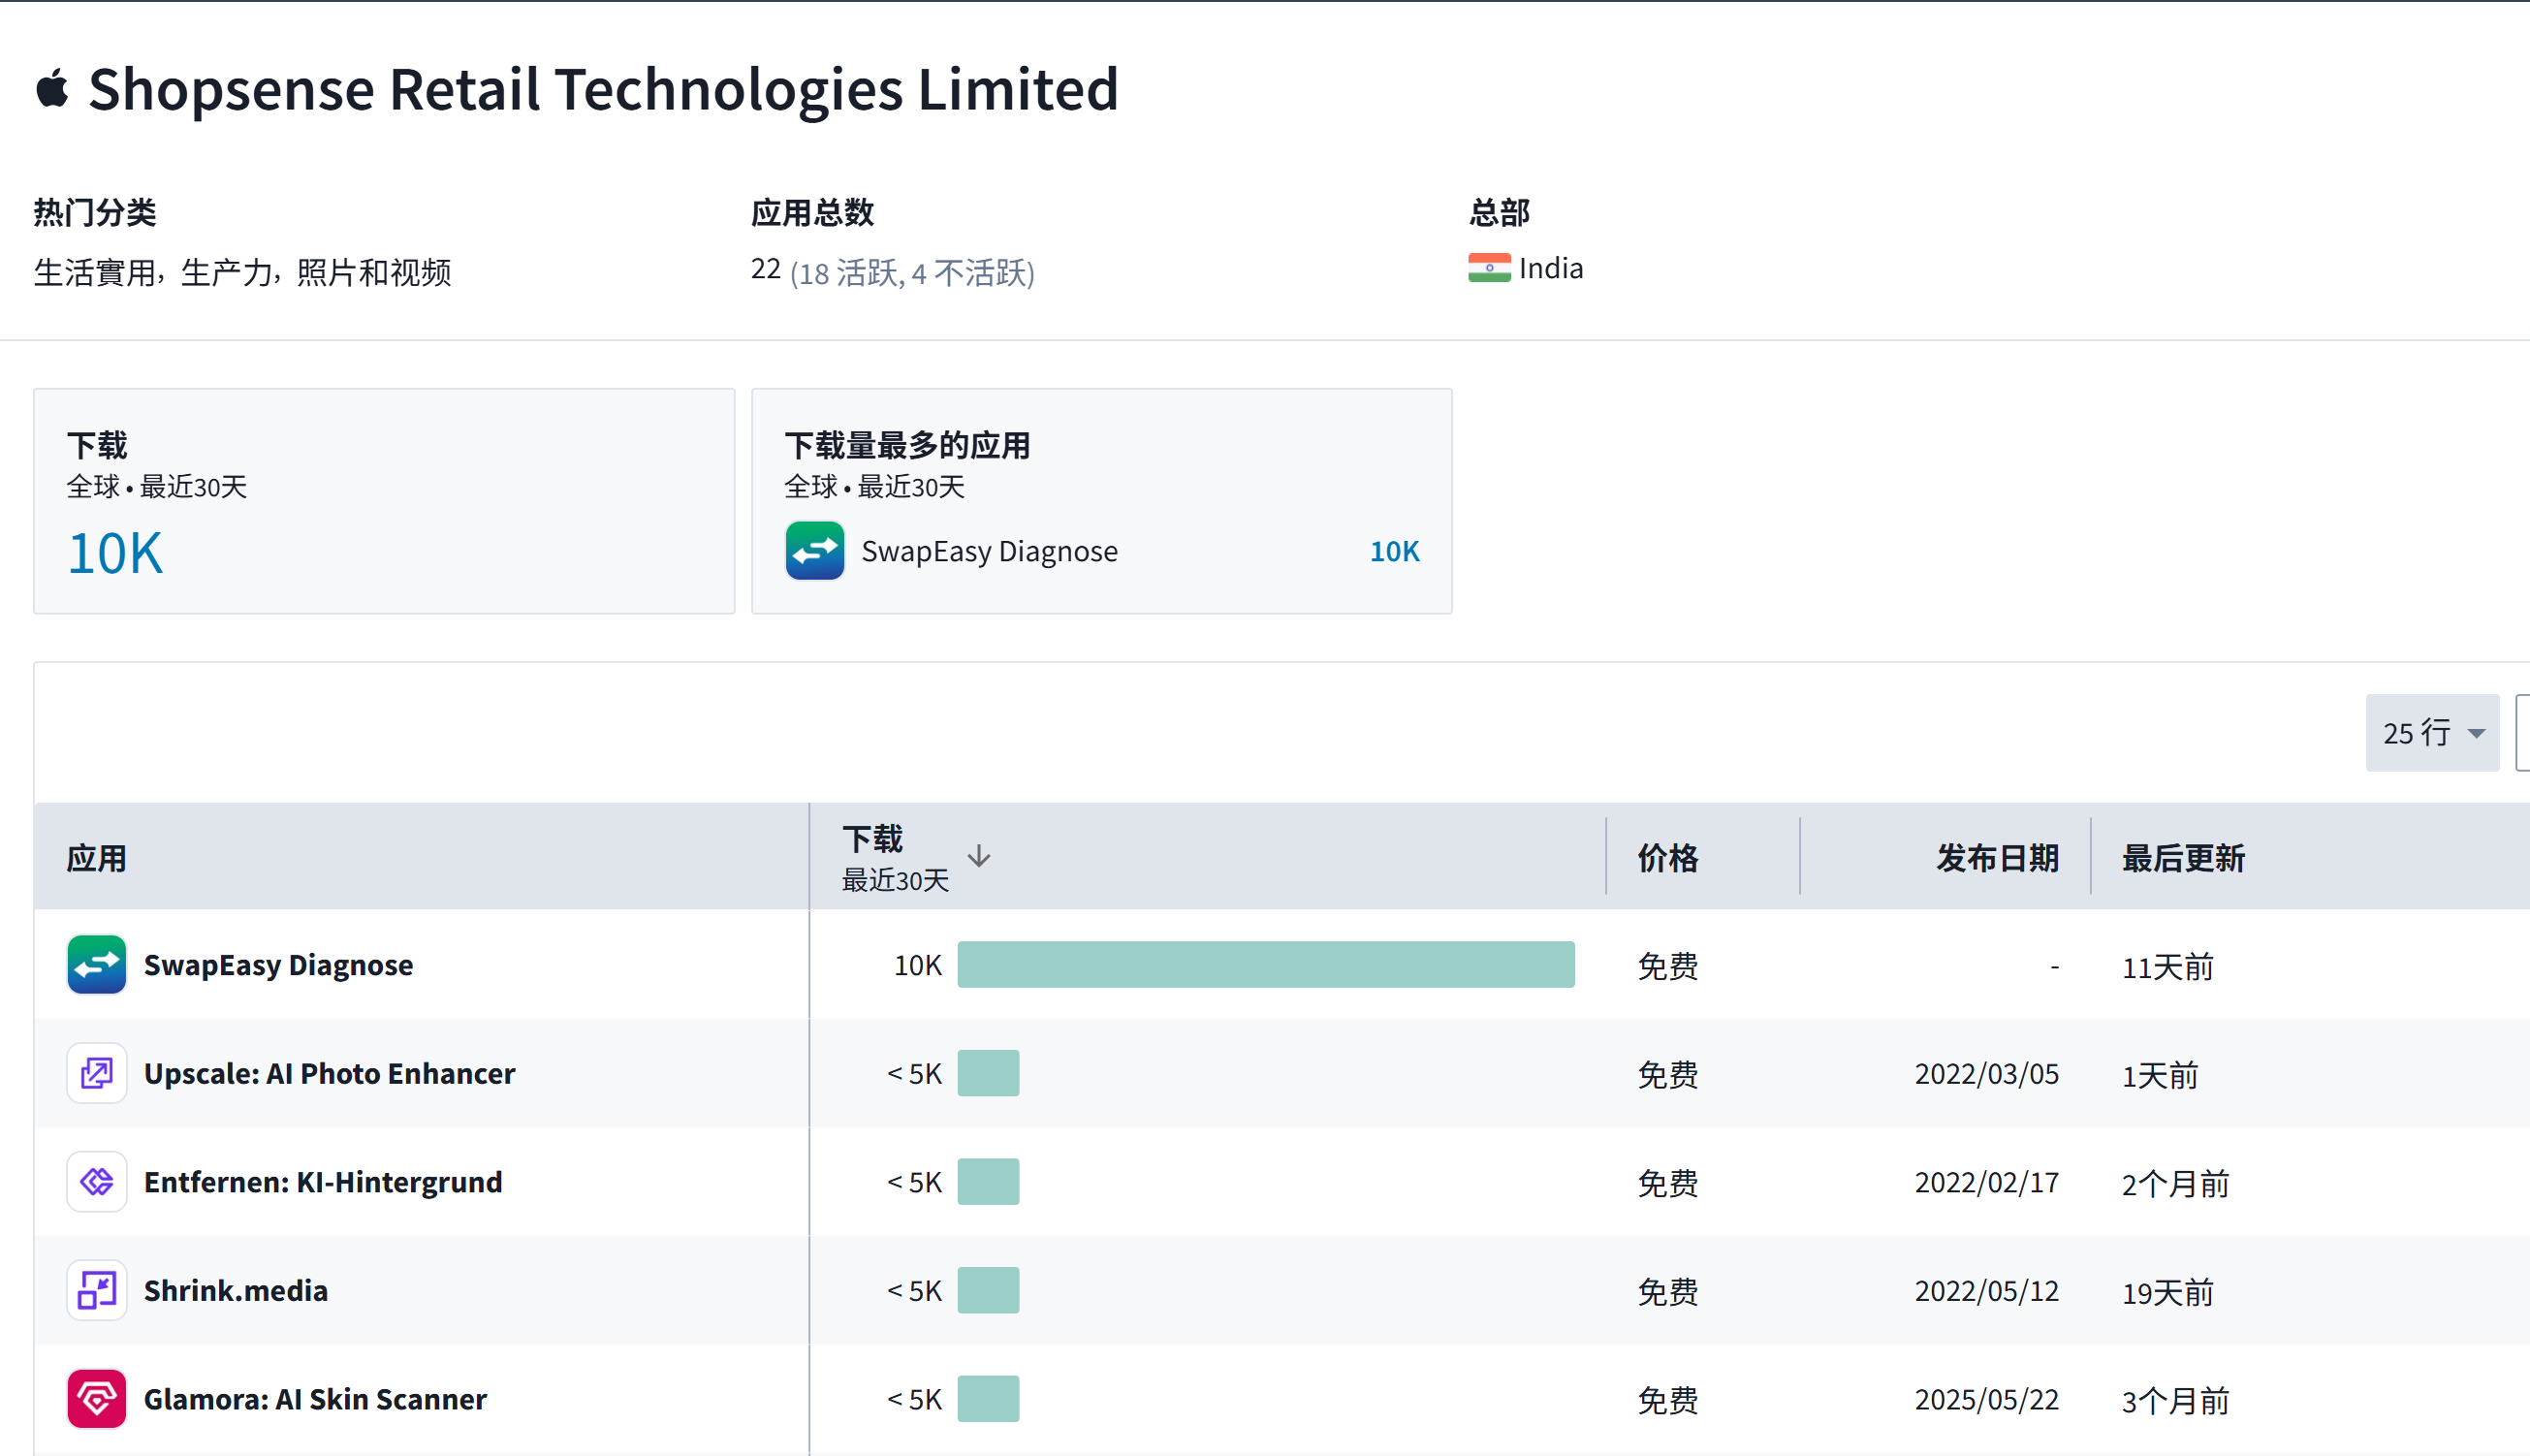 Shopsense Retail Technologies Limited
热门分类
生活實用, 生产力, 照片和视频
应用总数
22 (18 活跃, 4 不活跃)
总部
India
下载
全球 • 最近30天
10K
下载量最多的应用
全球 • 最近30天
SwapEasy Diagnose 10K
25 行
应用 下载 最近30天 价格 发布日期 最后更新
SwapEasy Diagnose 10K 免费 - 11天前
Upscale: AI Photo Enhancer < 5K 免费 2022/03/05 1天前
Entfernen: KI-Hintergrund < 5K 免费 2022/02/17 2个月前
Shrink.media < 5K 免费 2022/05/12 19天前
Glamora: AI Skin Scanner < 5K 免费 2025/05/22 3个月前